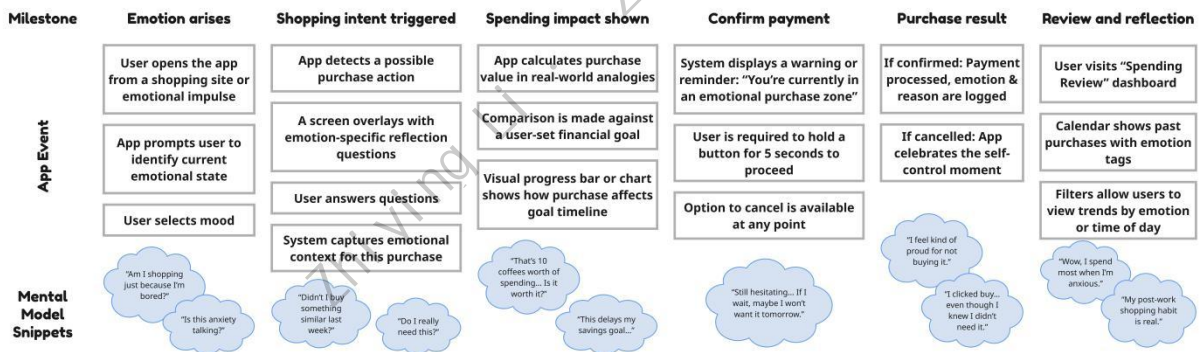 Milestone
Emotion arises
Shopping intent triggered
Spending impact shown
Confirm payment
Purchase result
Review and reflection
App Event
User opens the app
from a shopping site or
emotional impulse
App prompts user to
identify current
emotional state
User selects mood
App detects a possible
purchase action
A screen overlays with
emotion-specific reflection
questions
User answers questions
System captures emotional
context for this purchase
App calculates purchase
value in real-world analogies
Comparison is made against
a user-set financial goal
Visual progress bar or chart
shows how purchase affects
goal timeline
System displays a warning or
reminder: “You’re currently in
an emotional purchase zone”
User is required to hold a
button for 5 seconds to
proceed
Option to cancel is available
at any point
If confirmed: Payment
processed, emotion &
reason are logged
If cancelled: App
celebrates the self-
control moment
User visits “Spending
Review” dashboard
Calendar shows past
purchases with emotion
tags
Filters allow users to
view trends by emotion
or time of day
Mental
Model
Snippets
“Am I shopping
just because I’m
bored?”
“Is this anxiety
talking?”
“Didn’t I buy
something
similar last
week?”
“Do I really
need this?”
“That’s 10
coffees worth of
spending... Is it
worth it?”
“This delays my
savings goal...”
“Still hesitating... If I
wait, maybe I won’t
want it tomorrow.”
“I feel kind of
proud for not
buying it.”
“I clicked buy...
even though I
knew I didn’t
need it.”
“Wow, I spend
most when I’m
anxious.”
“My post-work
shopping habit
is real.”
Zhi yi ng Li